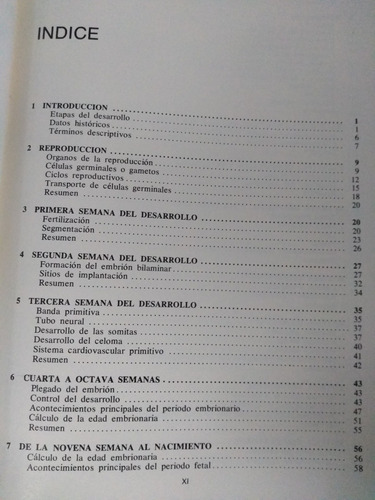 INDICE
1 INTRODUCCION 1
Etapas del desarrollo 1
Datos históricos 6
Términos descriptivos 7
2 REPRODUCCION 9
Organos de la reproducción 9
Células germinales o gametos 12
Ciclos reproductivos 15
Transporte de células germinales 18
Resumen 20
3 PRIMERA SEMANA DEL DESARROLLO 20
Fertilización 20
Segmentación 23
Resumen 26
4 SEGUNDA SEMANA DEL DESARROLLO 27
Formación del embrión bilaminar 27
Sitios de implantación 32
Resumen 34
5 TERCERA SEMANA DEL DESARROLLO 35
Banda primitiva 35
Tubo neural 37
Desarrollo de las somitas 37
Desarrollo del celoma 40
Sistema cardiovascular primitivo 41
Resumen 42
6 CUARTA A OCTAVA SEMANAS 43
Plegado del embrión 43
Control del desarrollo 43
Acontecimientos principales del periodo embrionario 47
Cálculo de la edad embrionaria 51
Resumen 55
7 DE LA NOVENA SEMANA AL NACIMIENTO 56
Cálculo de la edad embrionaria 56
Acontecimientos principales del periodo fetal 58
XI